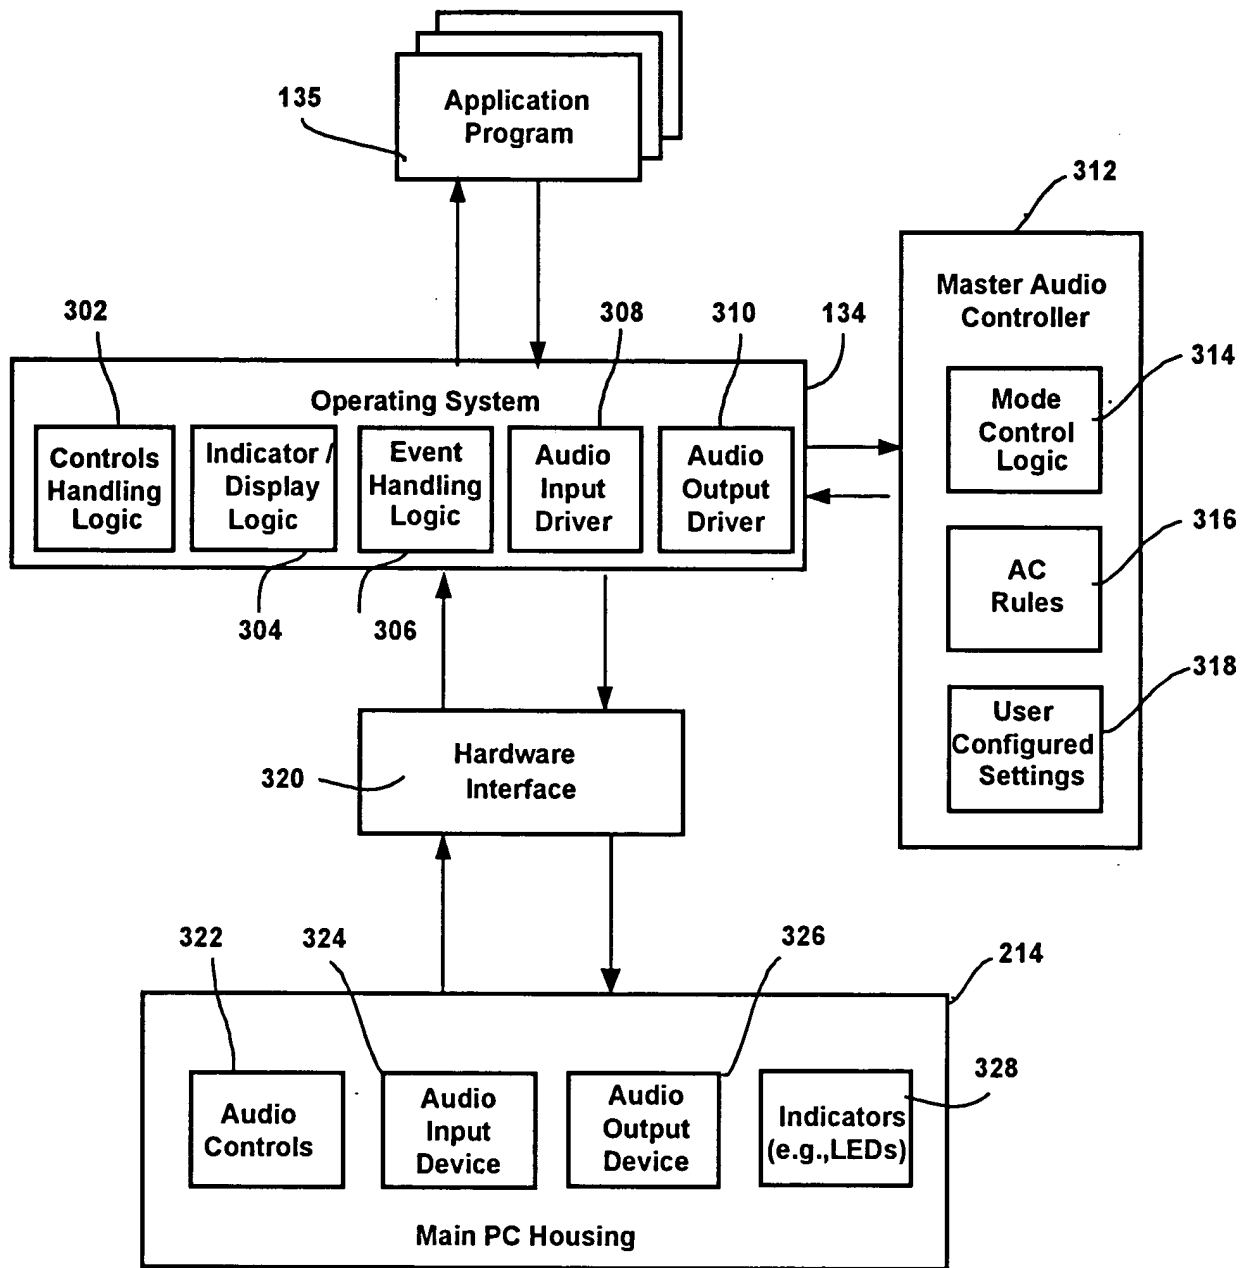 135
Application
Program
312
Master Audio
Controller
302
308
310
134
314
Operating System
Mode
Control
Logic
Controls
Handling
Logic
Indicator /
Display
Logic
Event
Handling
Logic
Audio
Input
Driver
Audio
Output
Driver
316
AC
Rules
304
306
318
User
Configured
Settings
320
Hardware
Interface
322
324
326
214
328
Audio
Controls
Audio
Input
Device
Audio
Output
Device
Indicators
(e.g.,LEDs)
Main PC Housing